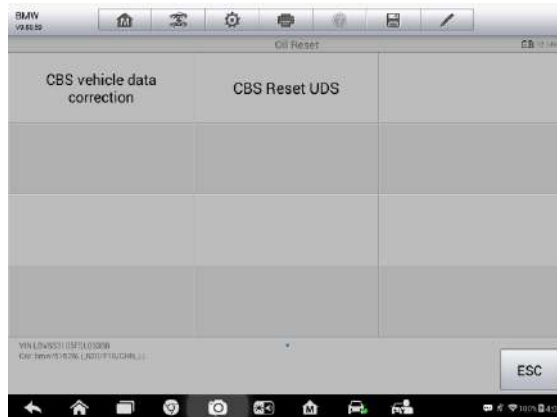 BMW
Oil Reset
CBS vehicle data
correction
CBS Reset UDS
ESC